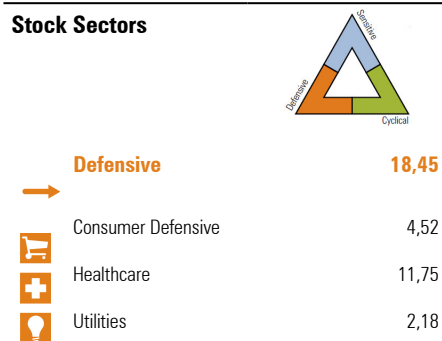 Stock Sectors
Sensitive
Defensive
Cyclical
Defensive 18,45
Consumer Defensive 4,52
Healthcare 11,75
Utilities 2,18